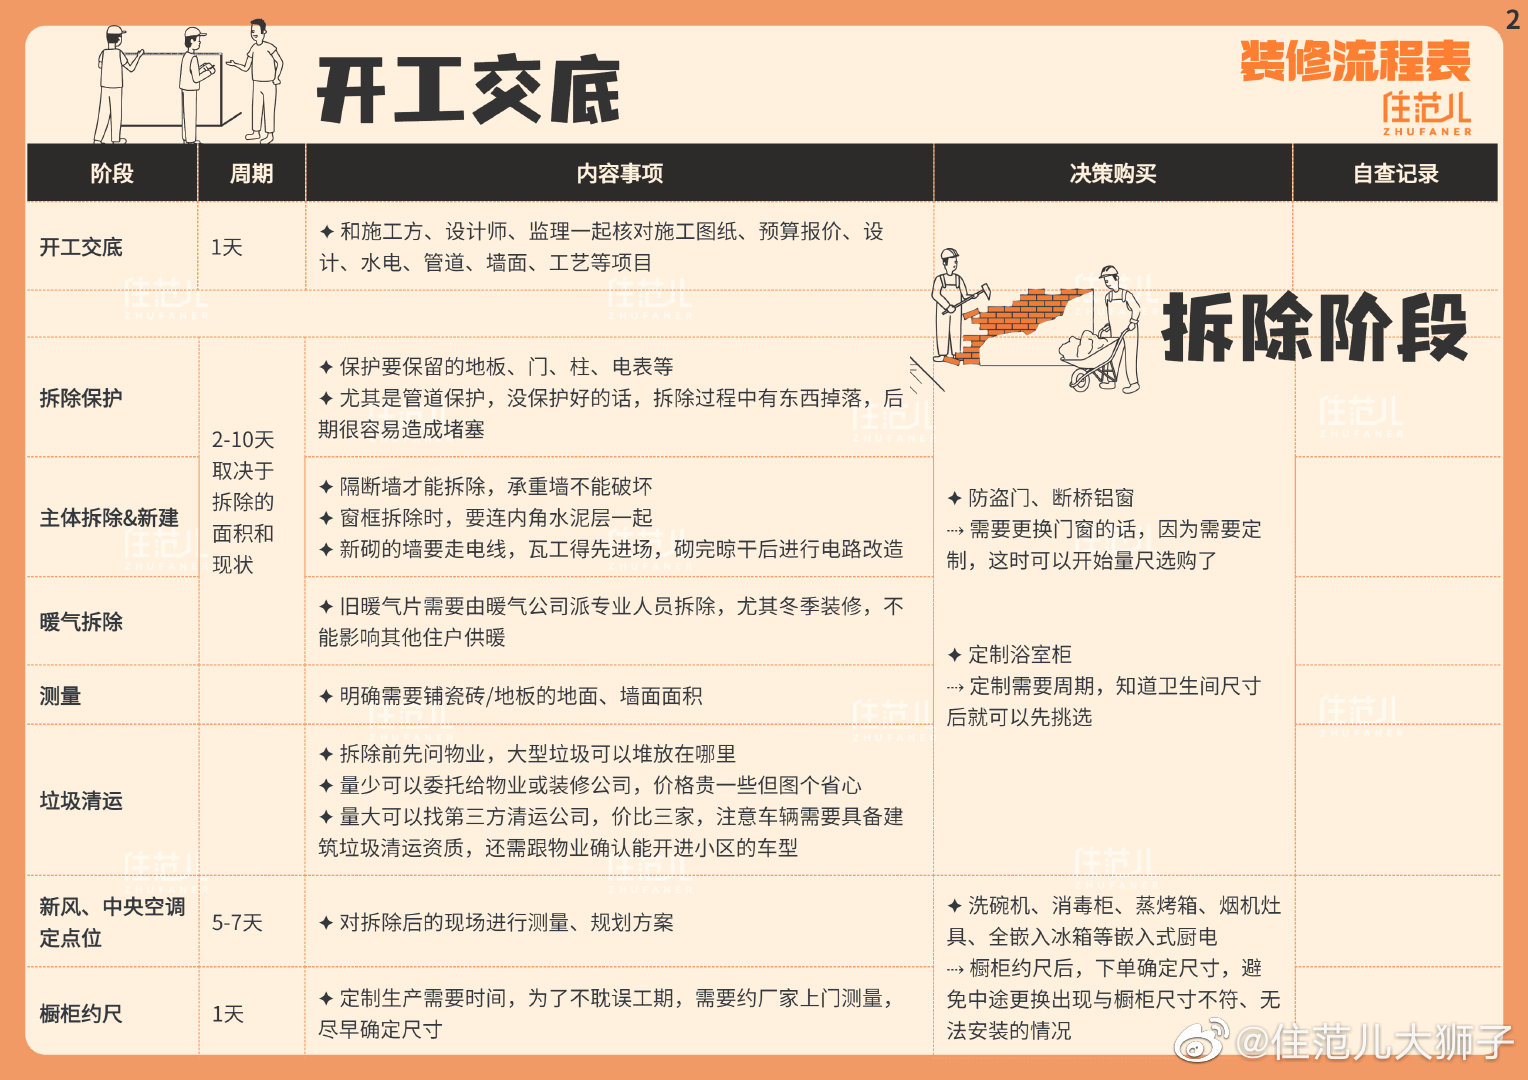 2
开工交底
装修流程表
住范儿
ZHUFANER
阶段 周期 内容事项 决策购买 自查记录
开工交底
1天
✦ 和施工方、设计师、监理一起核对施工图纸、预算报价、设
计、水电、管道、墙面、工艺等项目
拆除阶段
拆除保护
2-10天
取决于
拆除的
面积和
现状
✦ 保护要保留的地板、门、柱、电表等
✦ 尤其是管道保护，没保护好的话，拆除过程中有东西掉落，后
期很容易造成堵塞
主体拆除&新建
✦ 隔断墙才能拆除，承重墙不能破坏
✦ 窗框拆除时，要连内角水泥层一起
✦ 新砌的墙要走电线，瓦工得先进场，砌完晾干后进行电路改造
✦ 防盗门、断桥铝窗
⇢ 需要更换门窗的话，因为需要定
制，这时可以开始量尺选购了
暖气拆除
✦ 旧暖气片需要由暖气公司派专业人员拆除，尤其冬季装修，不
能影响其他住户供暖
✦ 定制浴室柜
⇢ 定制需要周期，知道卫生间尺寸
后就可以先挑选
测量
✦ 明确需要铺瓷砖/地板的地面、墙面面积
垃圾清运
✦ 拆除前先问物业，大型垃圾可以堆放在哪里
✦ 量少可以委托给物业或装修公司，价格贵一些但图个省心
✦ 量大可以找第三方清运公司，价比三家，注意车辆需要具备建
筑垃圾清运资质，还需跟物业确认能开进小区的车型
新风、中央空调
定点位
5-7天
✦ 对拆除后的现场进行测量、规划方案
✦ 洗碗机、消毒柜、蒸烤箱、烟机灶
具、全嵌入冰箱等嵌入式厨电
⇢ 橱柜约尺后，下单确定尺寸，避
免中途更换出现与橱柜尺寸不符、无
法安装的情况
橱柜约尺
1天
✦ 定制生产需要时间，为了不耽误工期，需要约厂家上门测量，
尽早确定尺寸
@住范儿大狮子